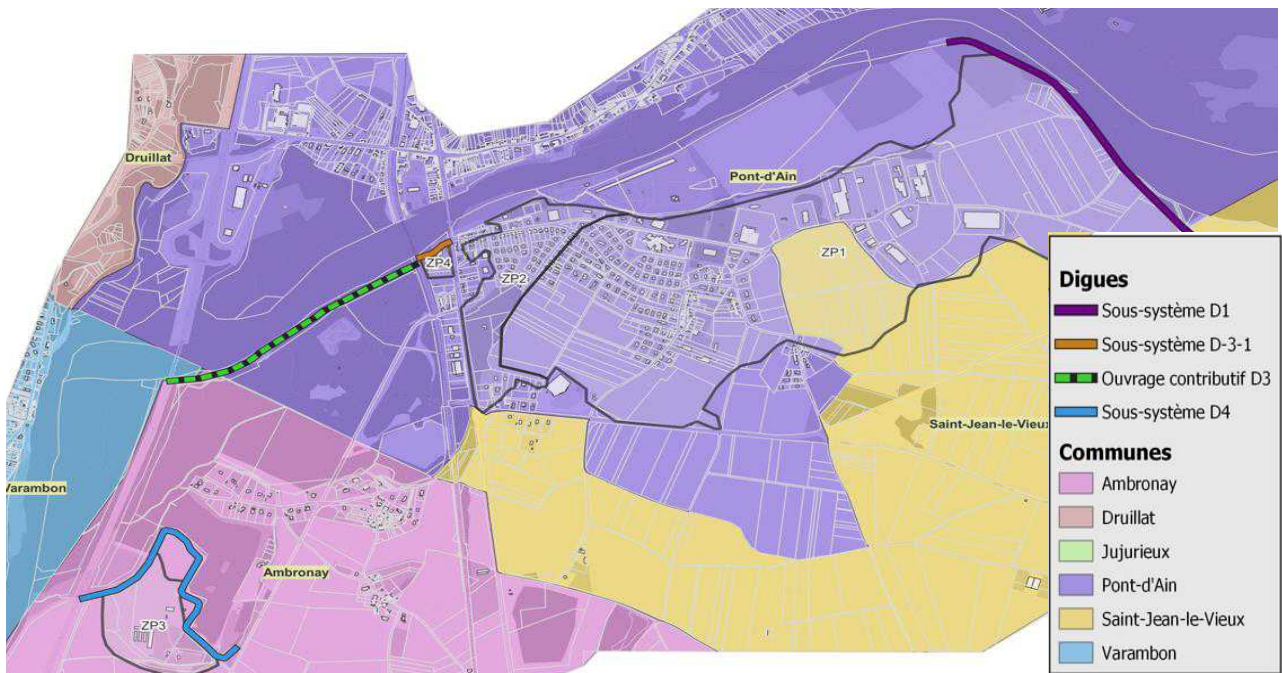 Druillat
Pont-d'Ain
ZP4
ZP2
ZP1
Saint-Jean-le-Vieux
Varambon
Ambronay
ZP3
Digues
Sous-système D1
Sous-système D-3-1
Ouvrage contributif D3
Sous-système D4
Communes
Ambronay
Druillat
Jujurieux
Pont-d'Ain
Saint-Jean-le-Vieux
Varambon